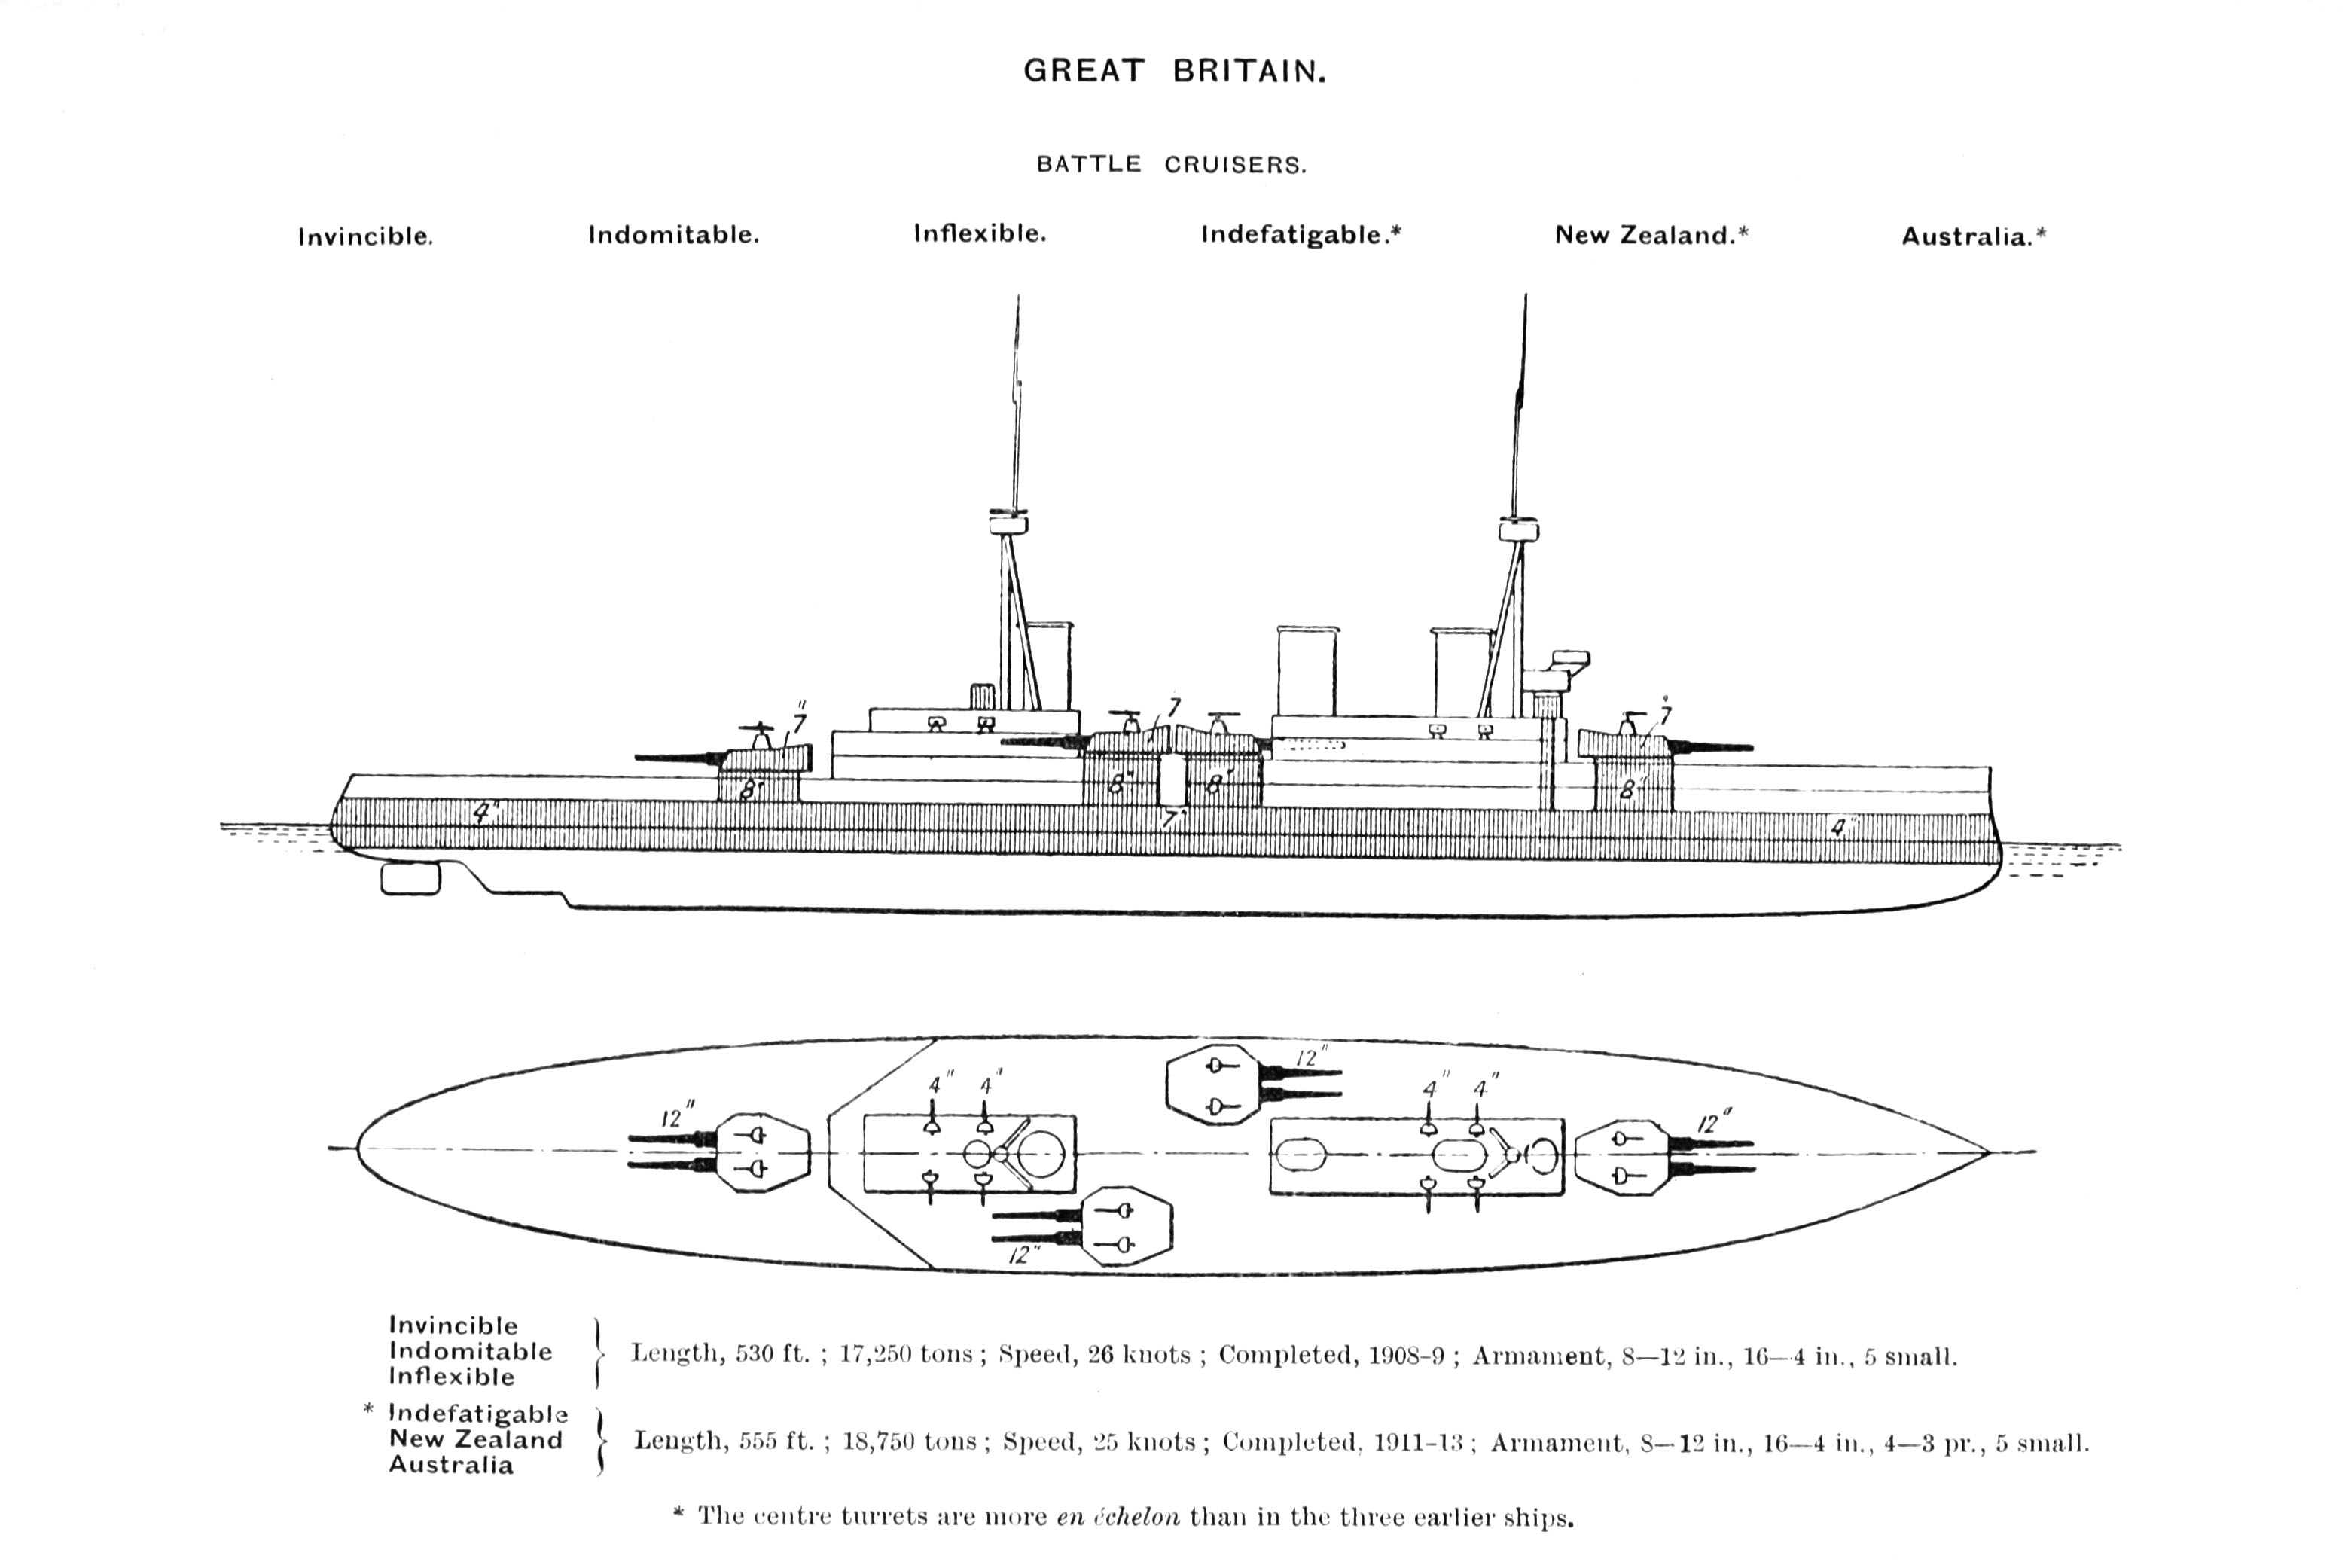 GREAT BRITAIN.
BATTLE CRUISERS.
Invincible. Indomitable. Inflexible. Indefatigable.* New Zealand.* Australia.*
7" 7 7
8" 8" 8" 8"
4" 7" 4"
12" 4" 4" 12" 4" 4" 12"
12"
Invincible
Indomitable
Inflexible
Length, 530 ft. ; 17,250 tons ; Speed, 26 knots ; Completed, 1908-9 ; Armament, 8—12 in., 16—4 in., 5 small.
* Indefatigable
New Zealand
Australia
Length, 555 ft. ; 18,750 tons ; Speed, 25 knots ; Completed, 1911-13 ; Armament, 8—12 in., 16—4 in., 4—3 pr., 5 small.
* The centre turrets are more en échelon than in the three earlier ships.